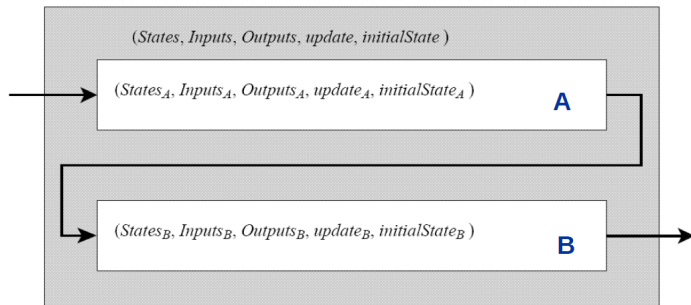 (States, Inputs, Outputs, update, initialState)
(States_A, Inputs_A, Outputs_A, update_A, initialState_A) A
(States_B, Inputs_B, Outputs_B, update_B, initialState_B) B